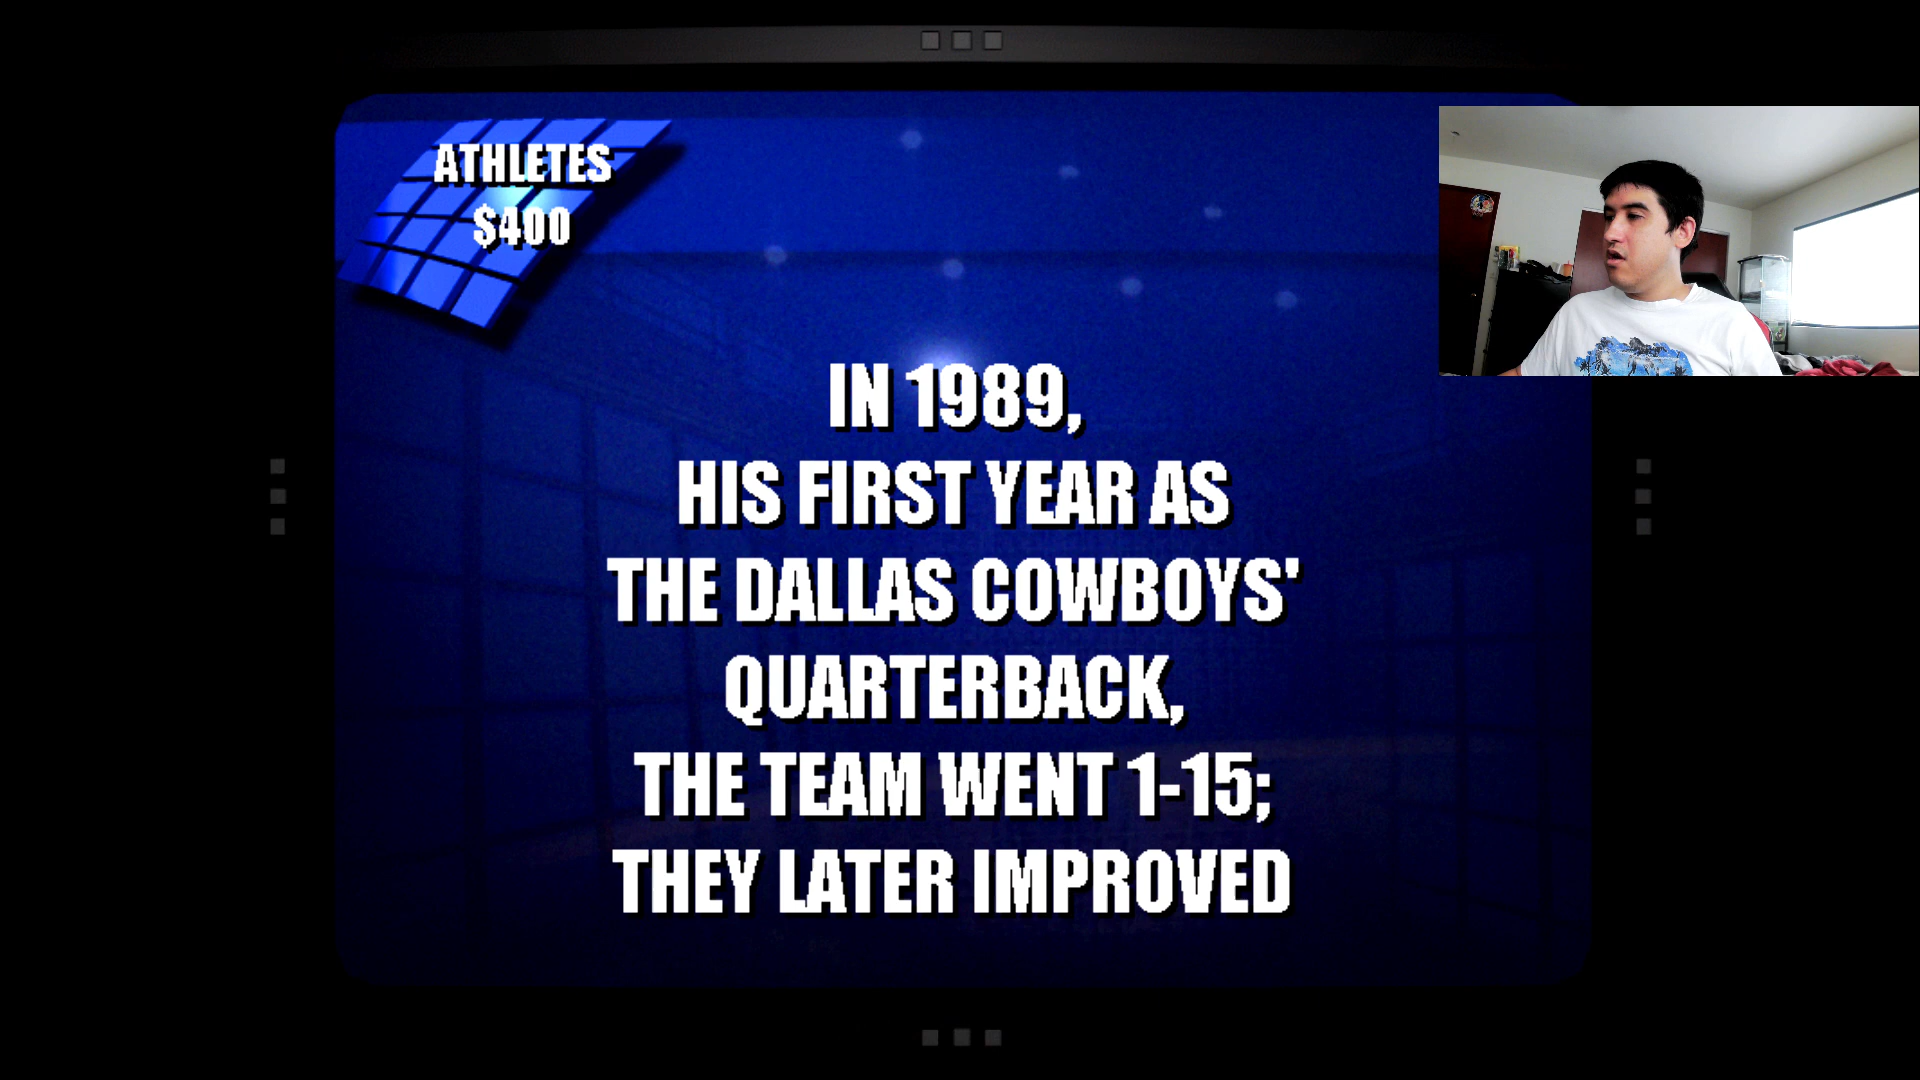 ATHLETES
$400
IN 1989,
HIS FIRST YEAR AS
THE DALLAS COWBOYS'
QUARTERBACK,
THE TEAM WENT 1-15;
THEY LATER IMPROVED